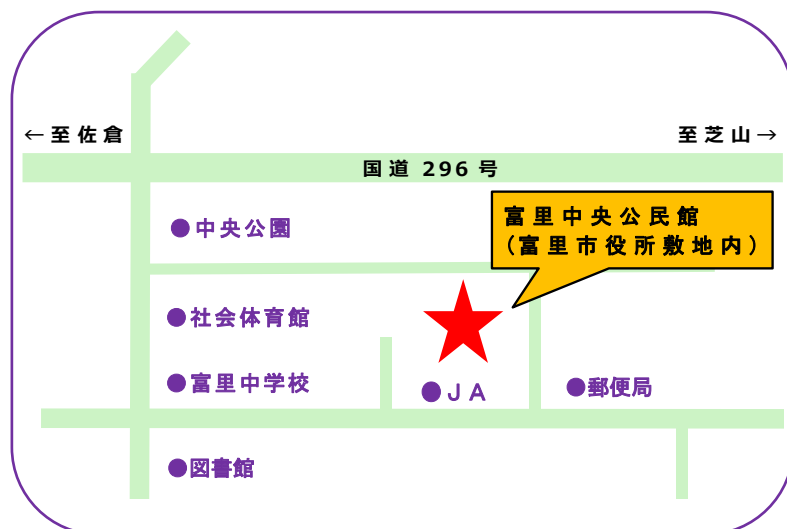 ←至佐倉
至芝山→
国道 296 号
富里中央公民館
(富里市役所敷地内)
●中央公園
●社会体育館
●富里中学校
●JA
●郵便局
●図書館